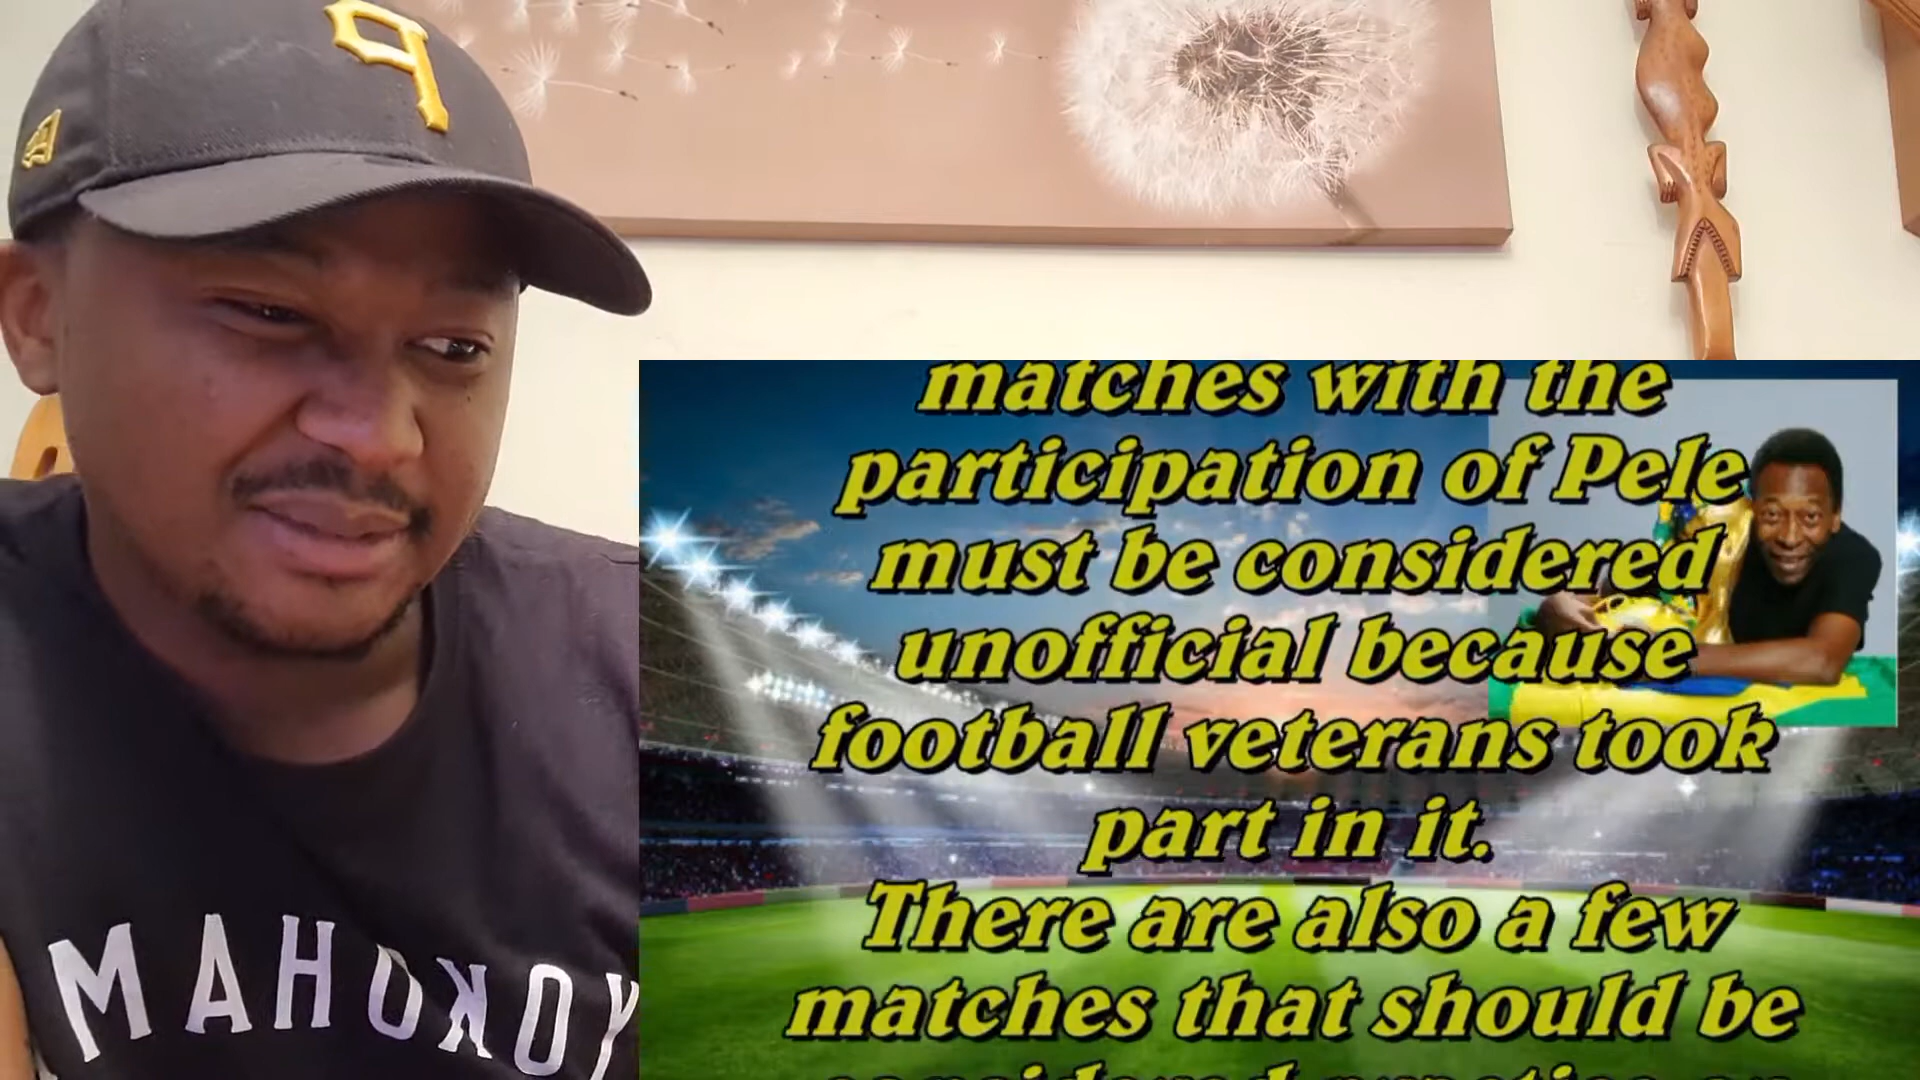 P
MAHOKOY
matches with the
participation of Pele
must be considered
unofficial because
football veterans took
part in it.
There are also a few
matches that should be